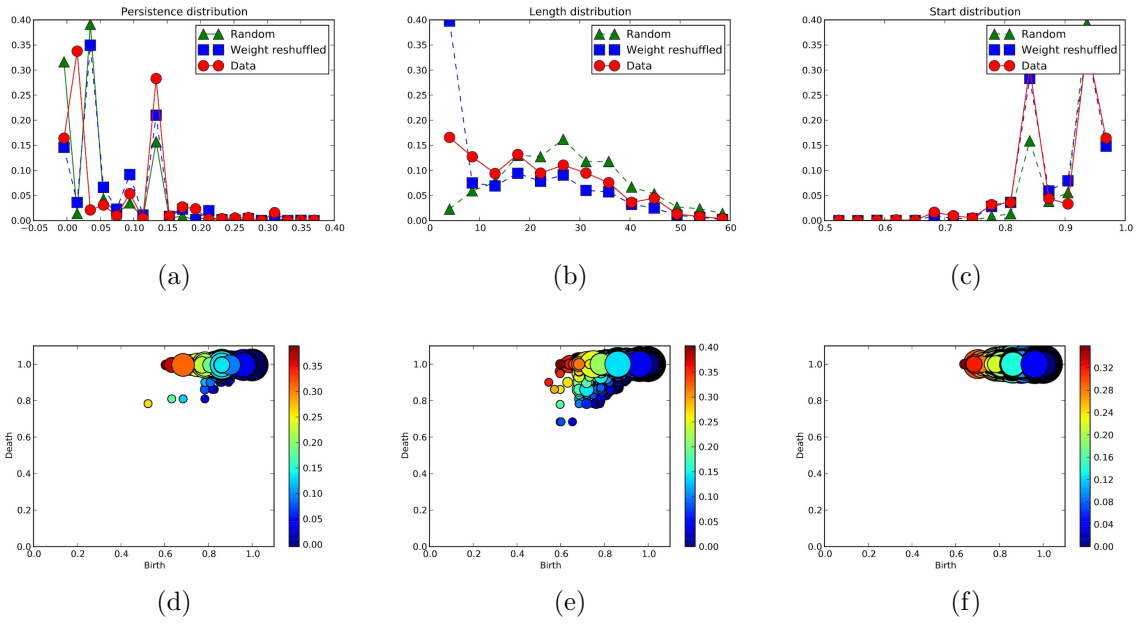 Persistence distribution
0.40
0.35
0.30
0.25
0.20
0.15
0.10
0.05
0.00
−0.05 0.00 0.05 0.10 0.15 0.20 0.25 0.30 0.35 0.40
Random
Weight reshuffled
Data
(a)
Length distribution
0.40
0.35
0.30
0.25
0.20
0.15
0.10
0.05
0.00
0 10 20 30 40 50 60
Random
Weight reshuffled
Data
(b)
Start distribution
0.40
0.35
0.30
0.25
0.20
0.15
0.10
0.05
0.00
0.5 0.6 0.7 0.8 0.9 1.0
Random
Weight reshuffled
Data
(c)
Death
1.0
0.8
0.6
0.4
0.2
0.0
0.0 0.2 0.4 0.6 0.8 1.0
Birth
0.35
0.30
0.25
0.20
0.15
0.10
0.05
0.00
(d)
Death
1.0
0.8
0.6
0.4
0.2
0.0
0.0 0.2 0.4 0.6 0.8 1.0
Birth
0.40
0.35
0.30
0.25
0.20
0.15
0.10
0.05
0.00
(e)
Death
1.0
0.8
0.6
0.4
0.2
0.0
0.0 0.2 0.4 0.6 0.8 1.0
Birth
0.32
0.28
0.24
0.20
0.16
0.12
0.08
0.04
0.00
(f)